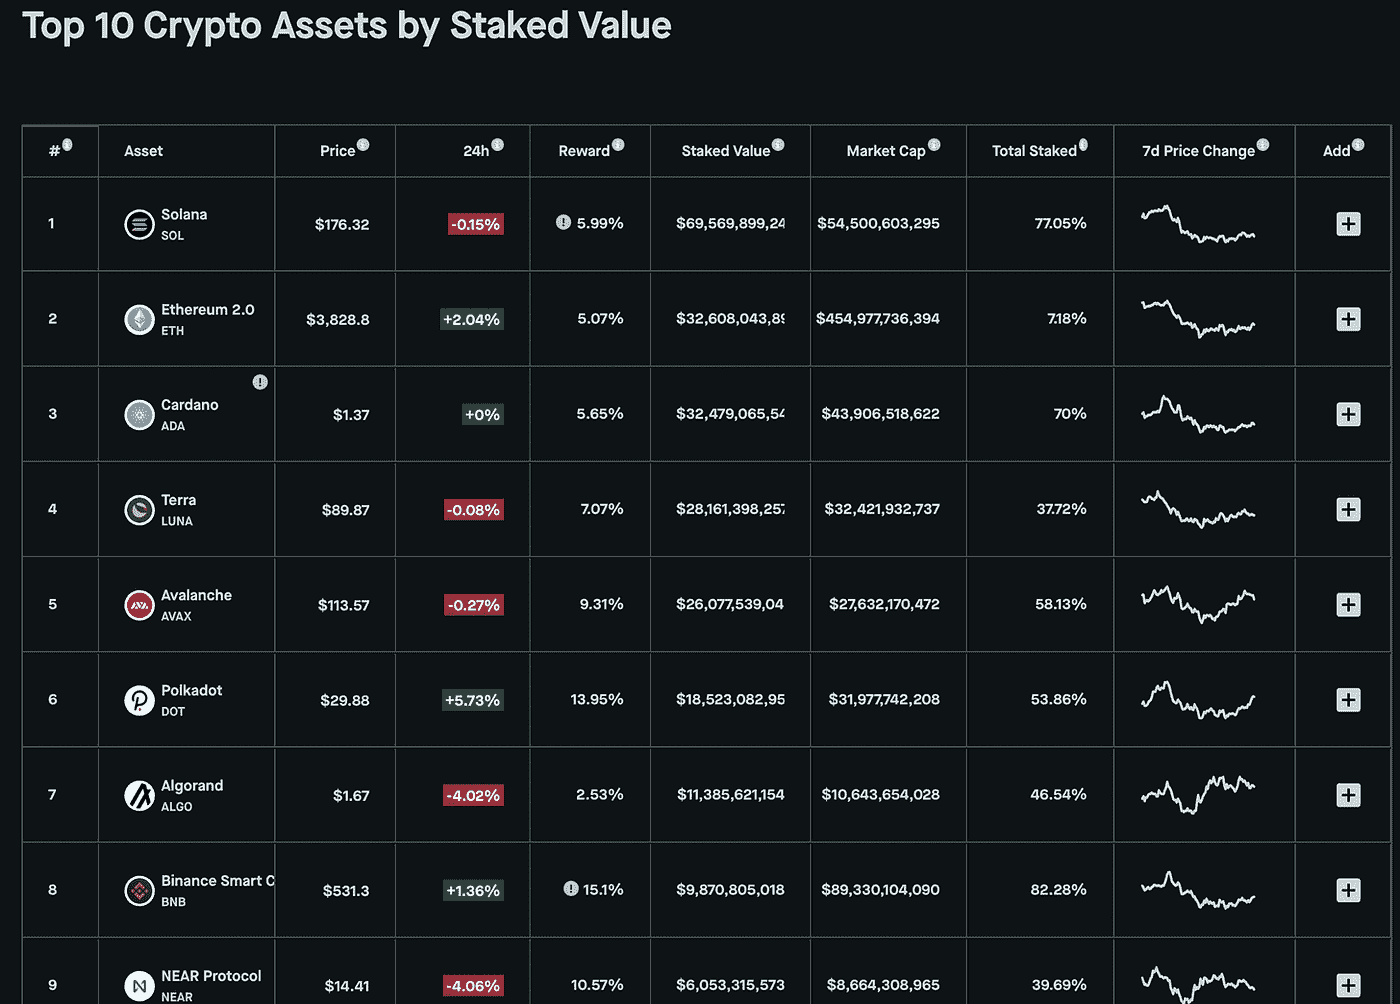 Top 10 Crypto Assets by Staked Value
# Asset Price 24h Reward Staked Value Market Cap Total Staked 7d Price Change Add
1 Solana SOL $176.32 -0.15% 5.99% $69,569,899,24 $54,500,603,295 77.05%
2 Ethereum 2.0 ETH $3,828.8 +2.04% 5.07% $32,608,043,89 $454,977,736,394 7.18%
3 Cardano ADA $1.37 +0% 5.65% $32,479,065,54 $43,906,518,622 70%
4 Terra LUNA $89.87 -0.08% 7.07% $28,161,398,257 $32,421,932,737 37.72%
5 Avalanche AVAX $113.57 -0.27% 9.31% $26,077,539,04 $27,632,170,472 58.13%
6 Polkadot DOT $29.88 +5.73% 13.95% $18,523,082,95 $31,977,742,208 53.86%
7 Algorand ALGO $1.67 -4.02% 2.53% $11,385,621,154 $10,643,654,028 46.54%
8 Binance Smart C BNB $531.3 +1.36% 15.1% $9,870,805,018 $89,330,104,090 82.28%
9 NEAR Protocol NEAR $14.41 -4.06% 10.57% $6,053,315,573 $8,664,308,965 39.69%